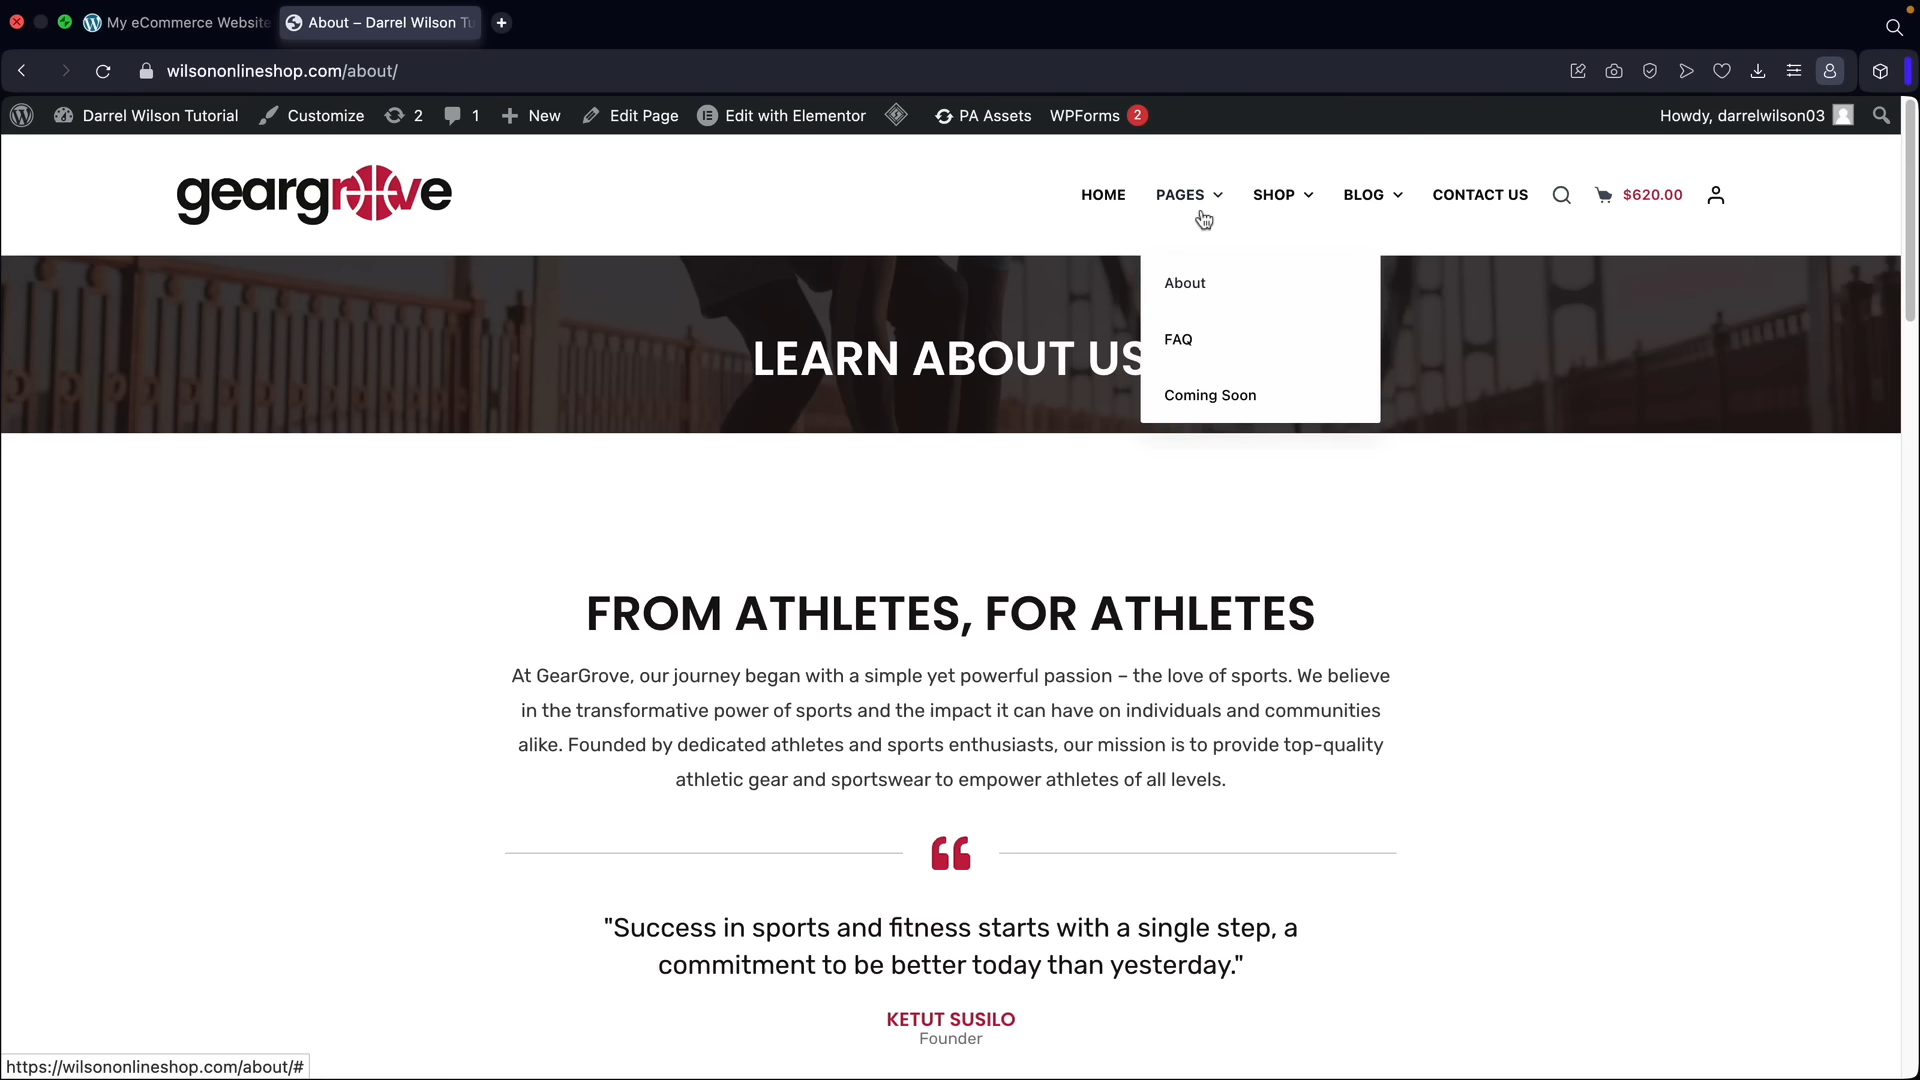 My eCommerce Website
About – Darrel Wilson Tu
wilsononlineshop.com/about/
Darrel Wilson Tutorial
Customize
2
1
New
Edit Page
Edit with Elementor
PA Assets
WPForms 2
Howdy, darrelwilson03
geargrove
HOME
PAGES
SHOP
BLOG
CONTACT US
$620.00
About
FAQ
Coming Soon
LEARN ABOUT US
FROM ATHLETES, FOR ATHLETES
At GearGrove, our journey began with a simple yet powerful passion – the love of sports. We believe
in the transformative power of sports and the impact it can have on individuals and communities
alike. Founded by dedicated athletes and sports enthusiasts, our mission is to provide top-quality
athletic gear and sportswear to empower athletes of all levels.
"Success in sports and fitness starts with a single step, a
commitment to be better today than yesterday."
KETUT SUSILO
Founder
https://wilsononlineshop.com/about/#